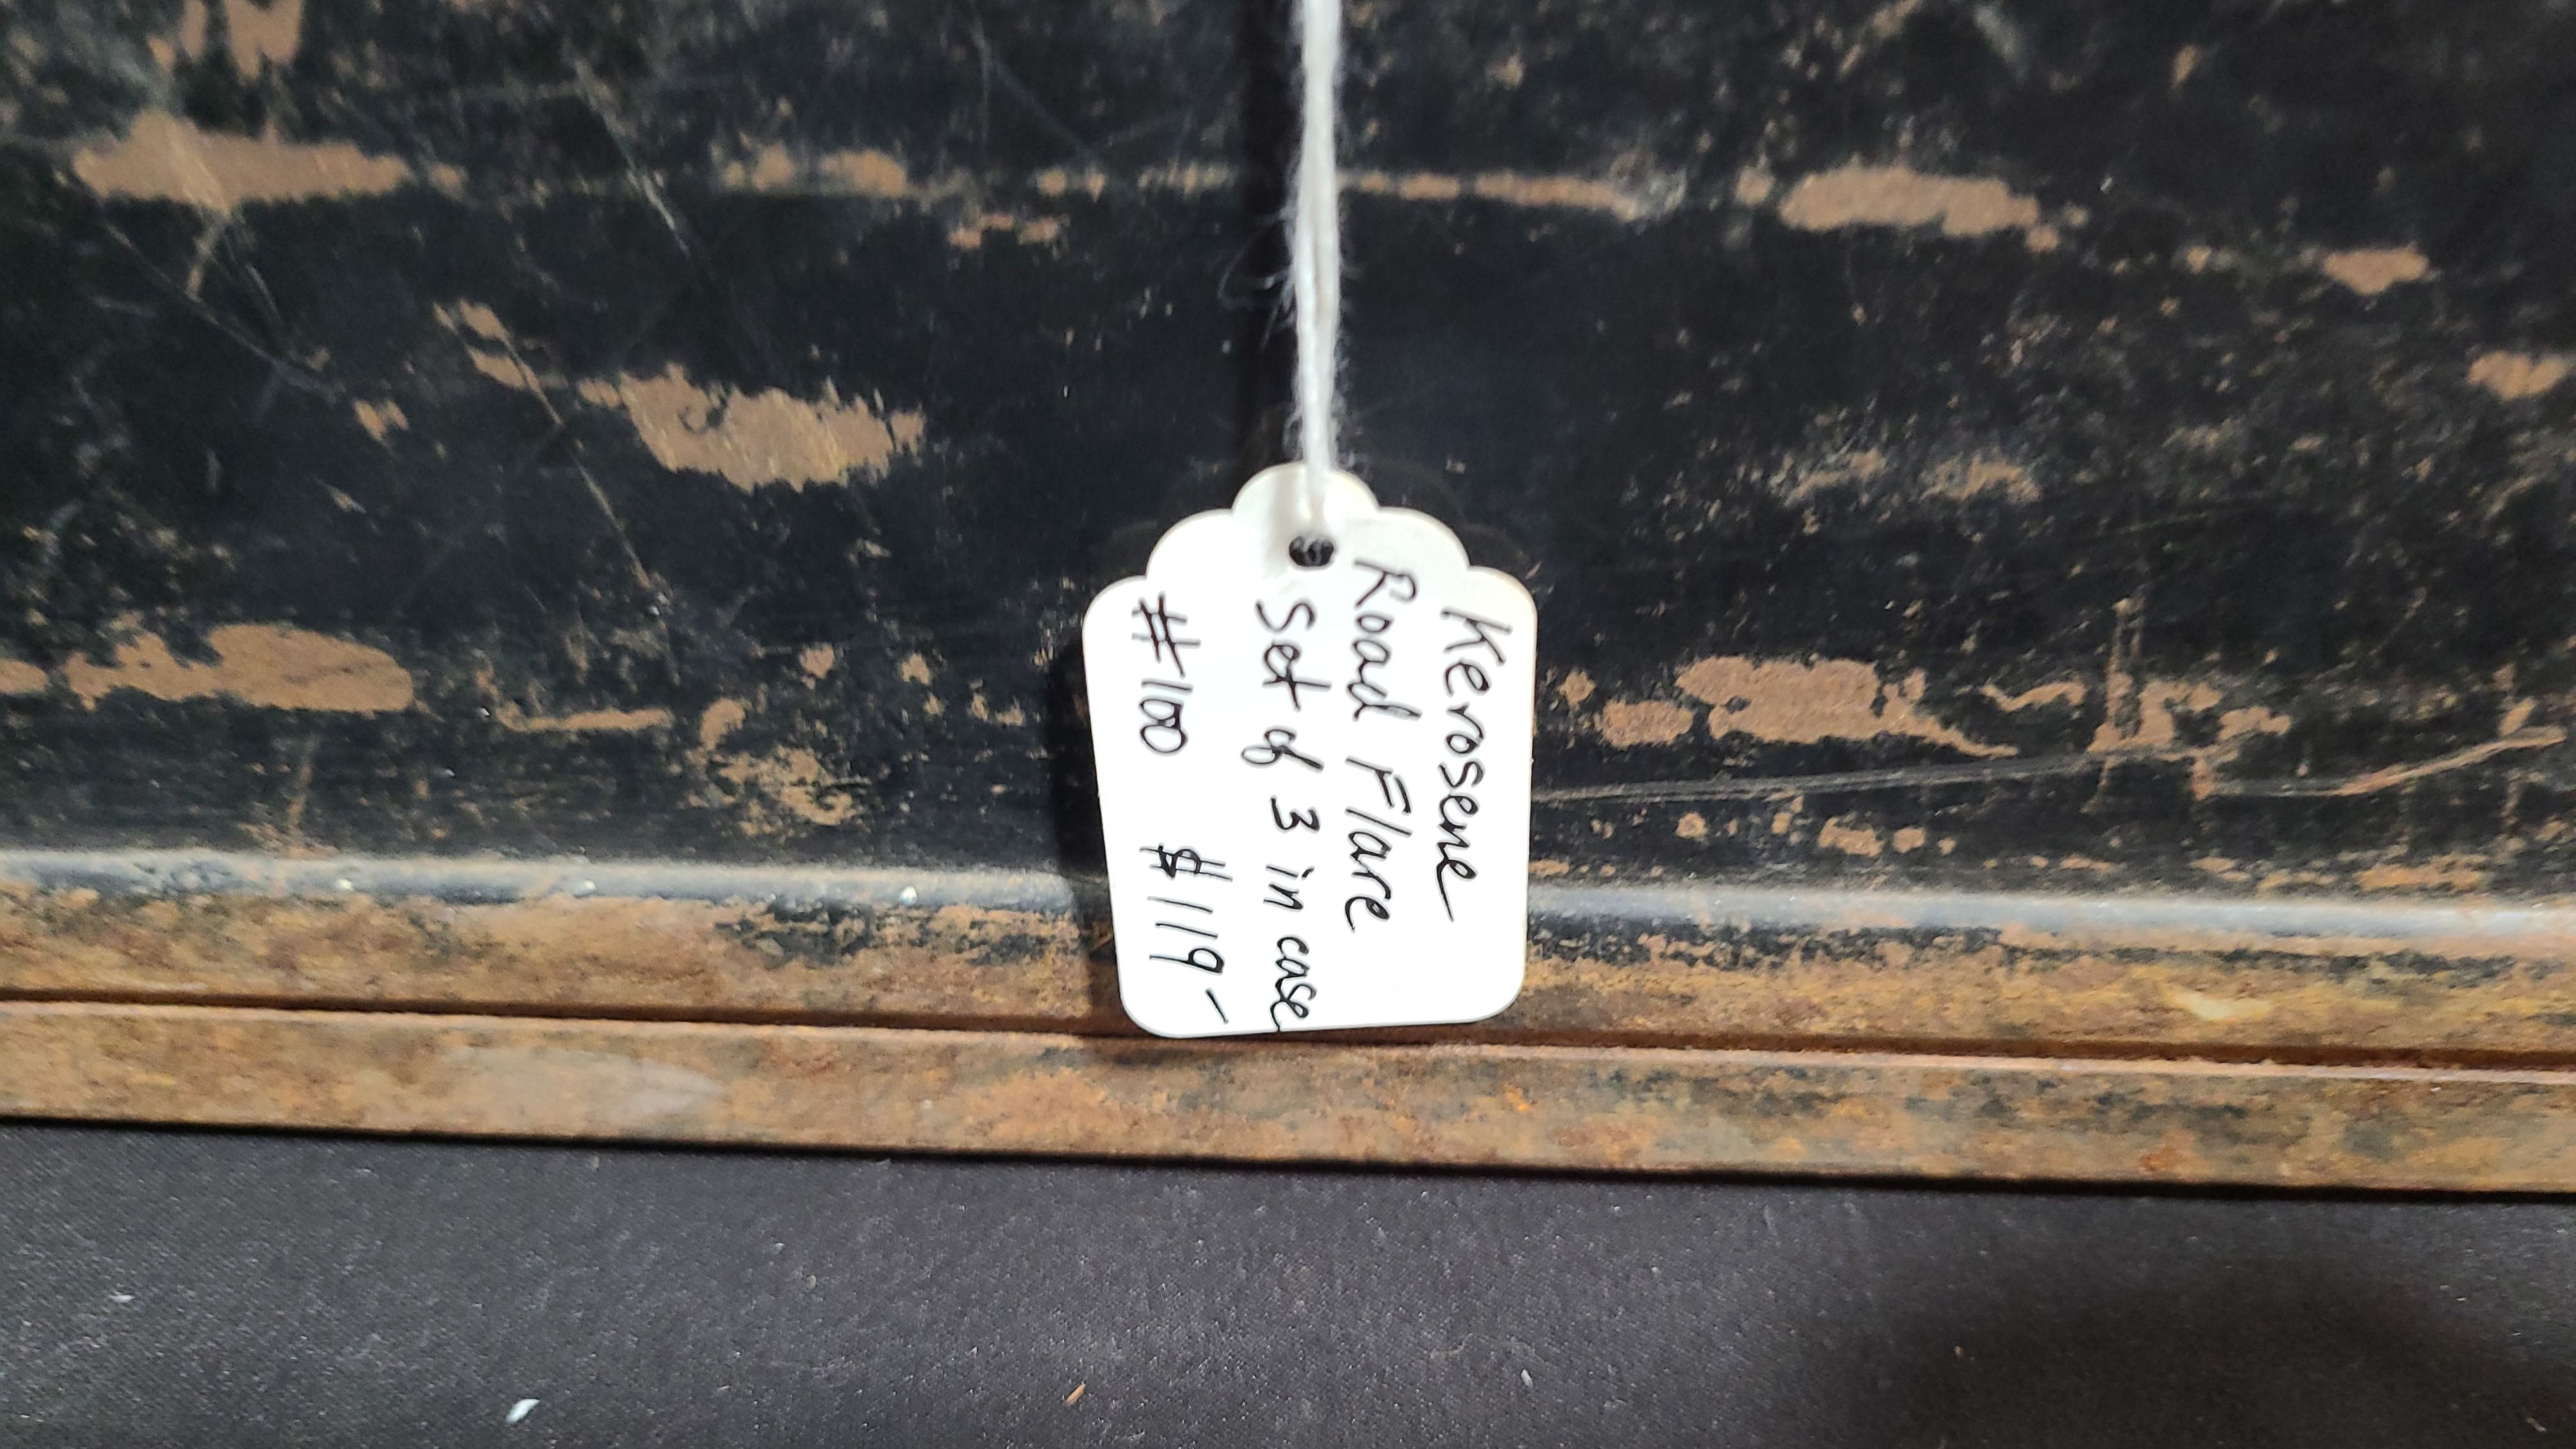 Kerosene
Road Flare
Set of 3 in case
#100 $119-